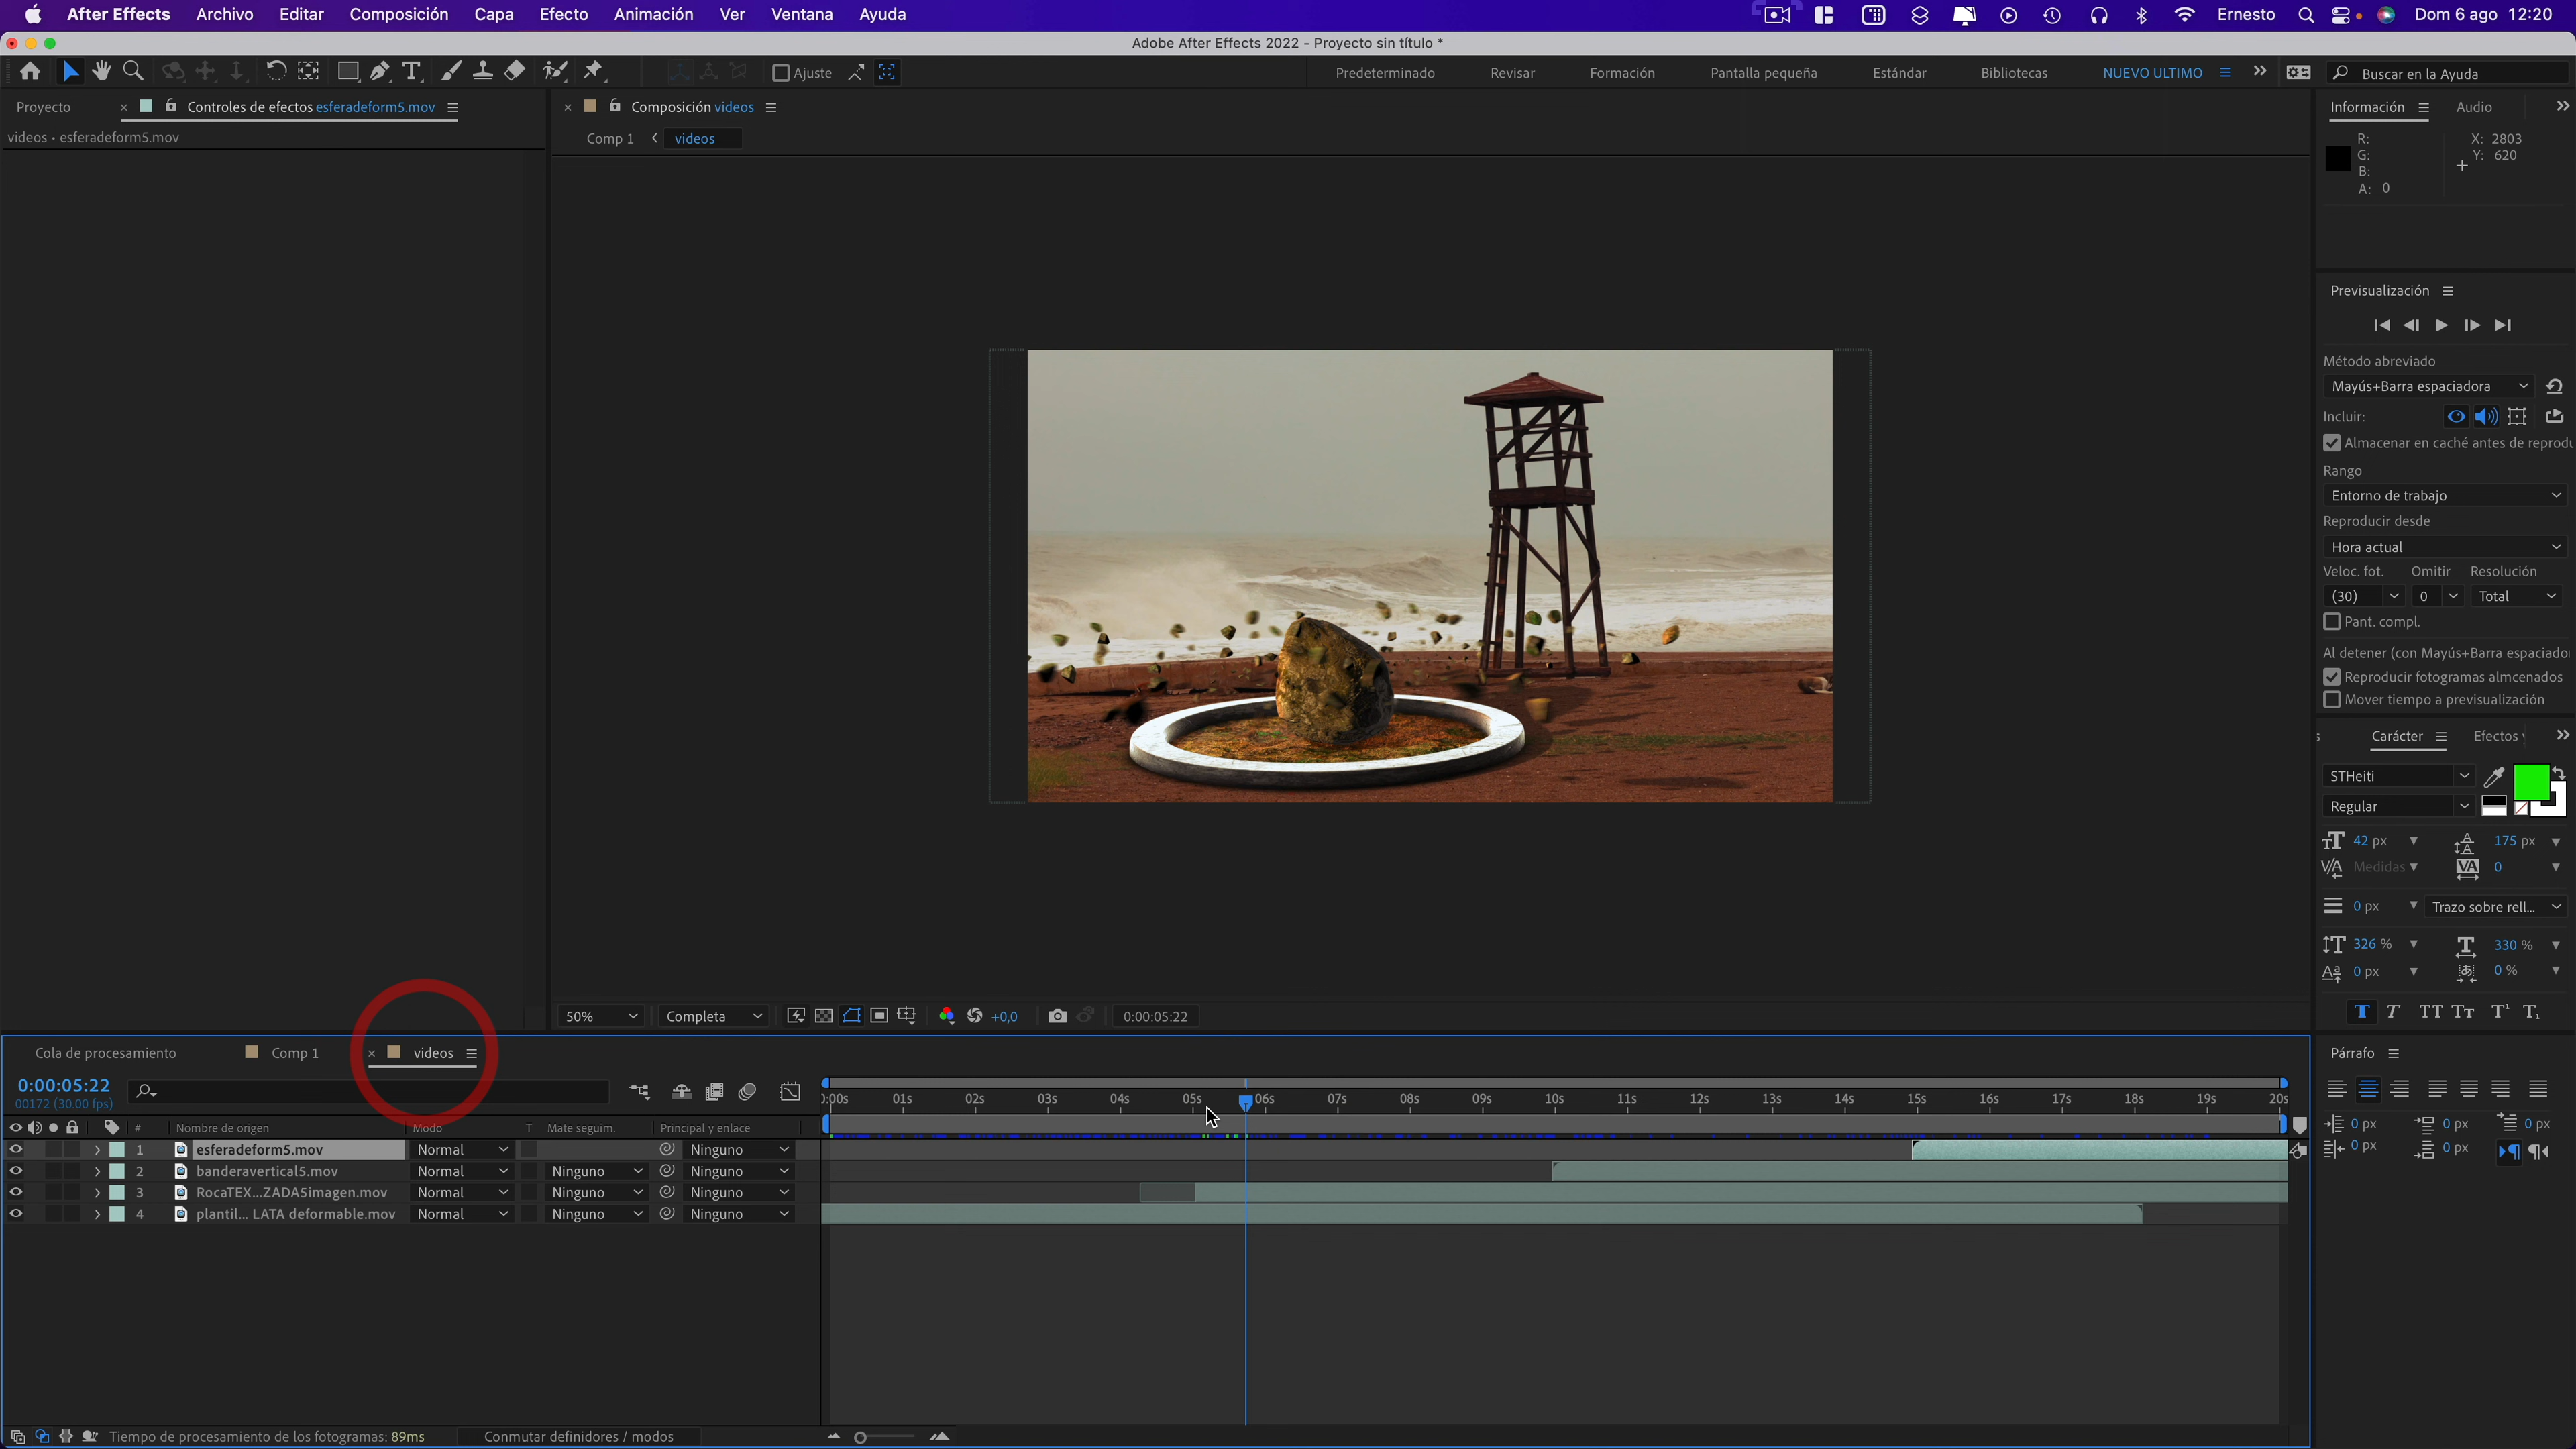 After Effects Archivo Editar Composición Capa Efecto Animación Ver Ventana Ayuda Ernesto Dom 6 ago 12:20
Adobe After Effects 2022 - Proyecto sin título *
Ajuste Predeterminado Revisar Formación Pantalla pequeña Estándar Bibliotecas NUEVO ULTIMO Buscar en la Ayuda
Proyecto × Controles de efectos esferadeform5.mov
videos • esferadeform5.mov
× Composición videos
Comp 1 videos
Información Audio
R:
G:
B:
A: 0
X: 2803
Y: 620
Previsualización
Método abreviado
Mayús+Barra espaciadora
Incluir:
Almacenar en caché antes de reprodu
Rango
Entorno de trabajo
Reproducir desde
Hora actual
Veloc. fot. Omitir Resolución
(30) 0 Total
Pant. compl.
Al detener (con Mayús+Barra espaciado
Reproducir fotogramas almcenados
Mover tiempo a previsualización
s Carácter Efectos y
STHeiti
Regular
42 px 175 px
Medidas 0
0 px Trazo sobre rell...
326 % 330 %
0 px 0 %
T T TT Tт T¹ T₁
50% Completa +0,0 0:00:05:22
Cola de procesamiento Comp 1 × videos
0:00:05:22
00172 (30.00 fps)
0:00s 01s 02s 03s 04s 05s 06s 07s 08s 09s 10s 11s 12s 13s 14s 15s 16s 17s 18s 19s 20s
# Nombre de origen Modo T Mate seguim. Principal y enlace
1 esferadeform5.mov Normal Ninguno
2 banderavertical5.mov Normal Ninguno Ninguno
3 RocaTEX...ZADA5imagen.mov Normal Ninguno Ninguno
4 plantil... LATA deformable.mov Normal Ninguno Ninguno
Párrafo
0 px 0 px 0 px
0 px 0 px
Tiempo de procesamiento de los fotogramas: 89ms Conmutar definidores / modos